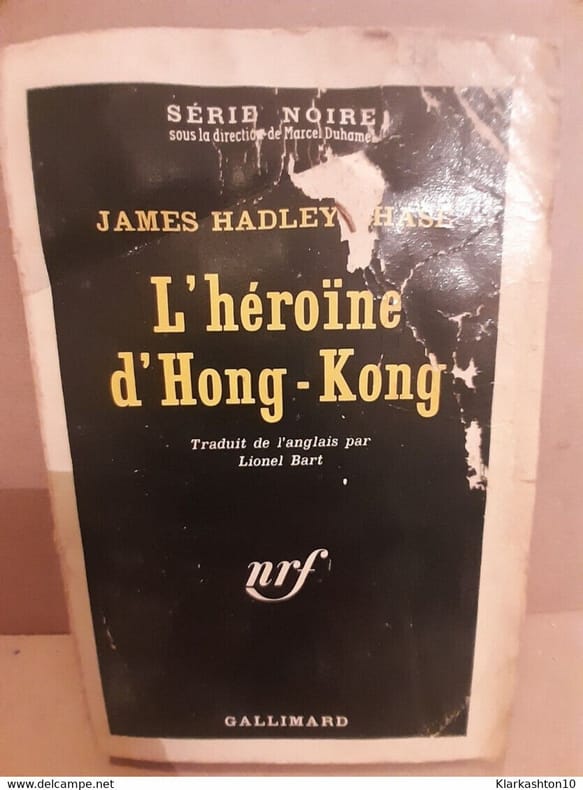 SÉRIE NOIRE
sous la direction de Marcel Duhamel
JAMES HADLEY CHASE
L'héroïne
d'Hong-Kong
Traduit de l'anglais par
Lionel Bart
nrf
GALLIMARD
www.delcampe.net
Klarkashton10